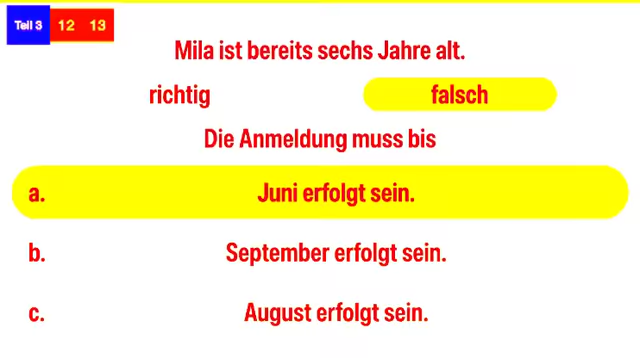 Teil 3 12 13
Mila ist bereits sechs Jahre alt.
richtig falsch
Die Anmeldung muss bis
a. Juni erfolgt sein.
b. September erfolgt sein.
c. August erfolgt sein.